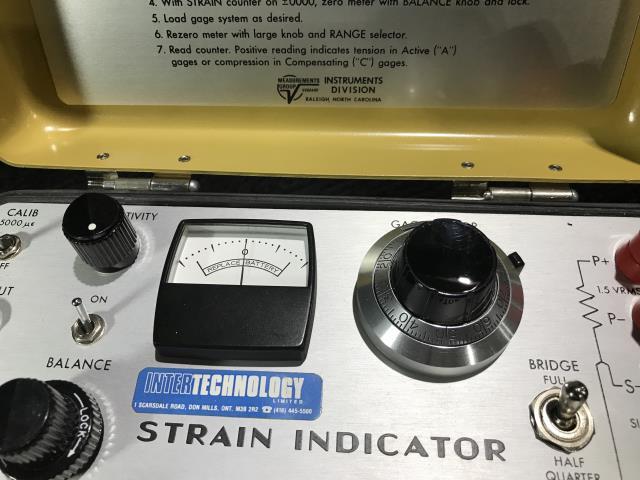 4. With STRAIN counter on ±0000, zero meter with BALANCE knob and lock.
5. Load gage system as desired.
6. Rezero meter with large knob and RANGE selector.
7. Read counter. Positive reading indicates tension in Active ("A")
gages or compression in Compensating ("C") gages.
MEASUREMENTS
GROUP
INSTRUMENTS
DIVISION
RALEIGH, NORTH CAROLINA
CALIB
5000 µε
OFF
ON
BALANCE
LOCK
0
REPLACE BATTERY
INTERTECHNOLOGY
LIMITED
1 SCARSDALE ROAD, DON MILLS, ONT. M3B 2R2 ☎ (416) 445-5500
STRAIN INDICATOR
P+
1.5 VRMS
P-
S-
BRIDGE
FULL
HALF
QUARTER